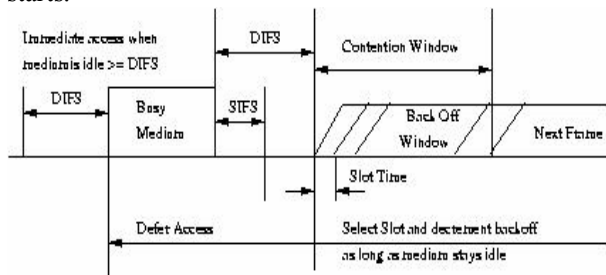 starts.
Immediate access when
medium is idle >= DIFS
DIFS
Contention Window
DIFS
Busy
Medium
SIFS
Back Off
Window
Next Frame
Slot Time
Defer Access
Select Slot and decrement backoff
as long as medium stays idle